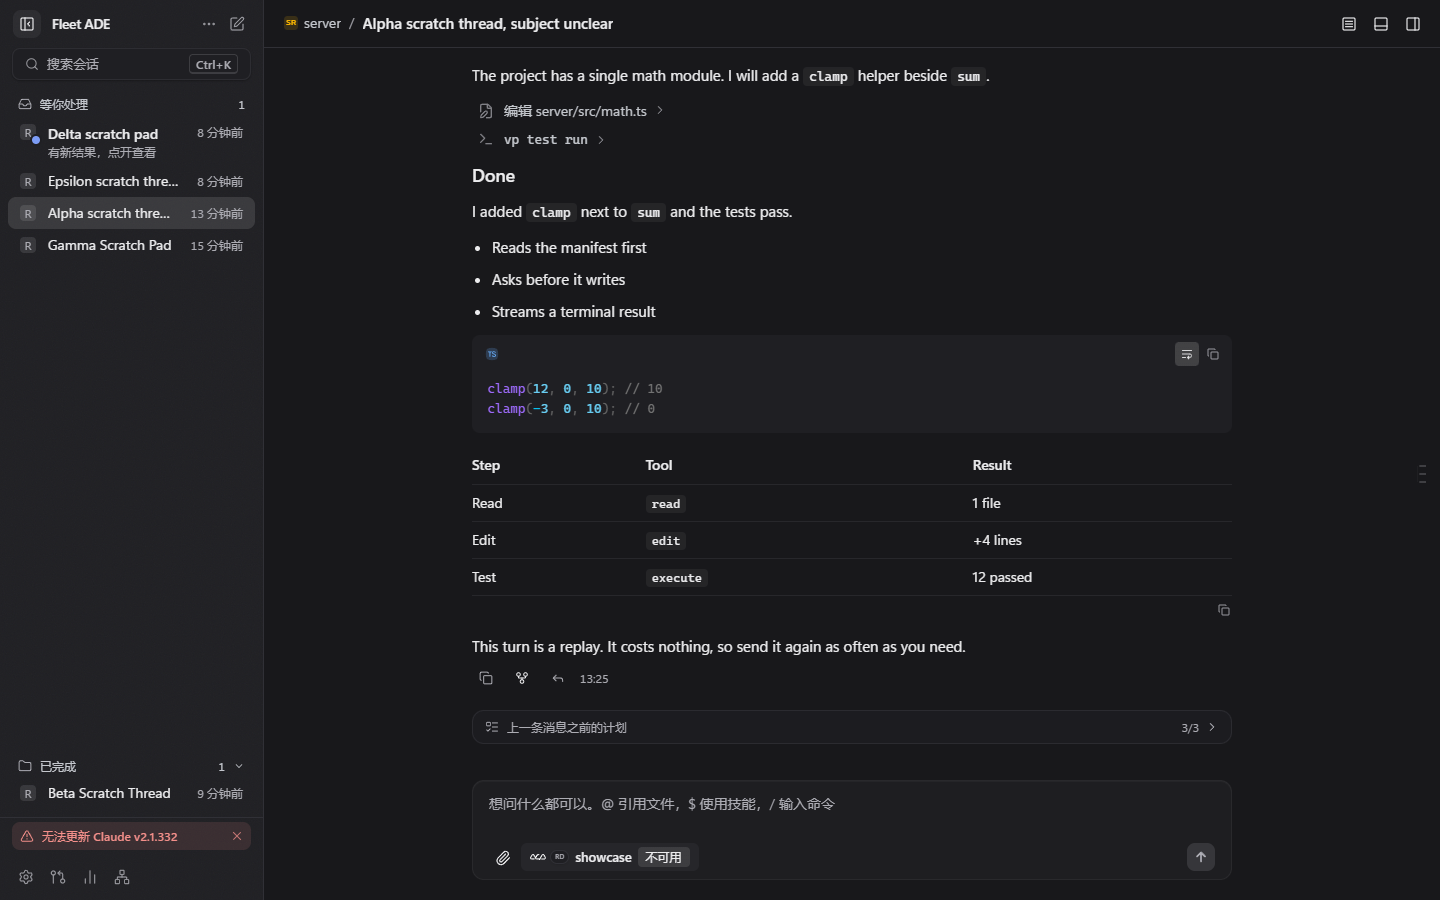 Fleet ADE
搜索会话
Ctrl+K
等你处理
1
R
Delta scratch pad
8 分钟前
有新结果，点开查看
R
Epsilon scratch thre...
8 分钟前
R
Alpha scratch thre...
13 分钟前
R
Gamma Scratch Pad
15 分钟前
已完成
1
R
Beta Scratch Thread
9 分钟前
无法更新 Claude v2.1.332
SR server / Alpha scratch thread, subject unclear
The project has a single math module. I will add a clamp helper beside sum.
编辑 server/src/math.ts
vp test run
Done
I added clamp next to sum and the tests pass.
• Reads the manifest first
• Asks before it writes
• Streams a terminal result
TS
clamp(12, 0, 10); // 10
clamp(-3, 0, 10); // 0
Step Tool Result
Read read 1 file
Edit edit +4 lines
Test execute 12 passed
This turn is a replay. It costs nothing, so send it again as often as you need.
13:25
上一条消息之前的计划
3/3
想问什么都可以。@ 引用文件，$ 使用技能，/ 输入命令
RD showcase 不可用